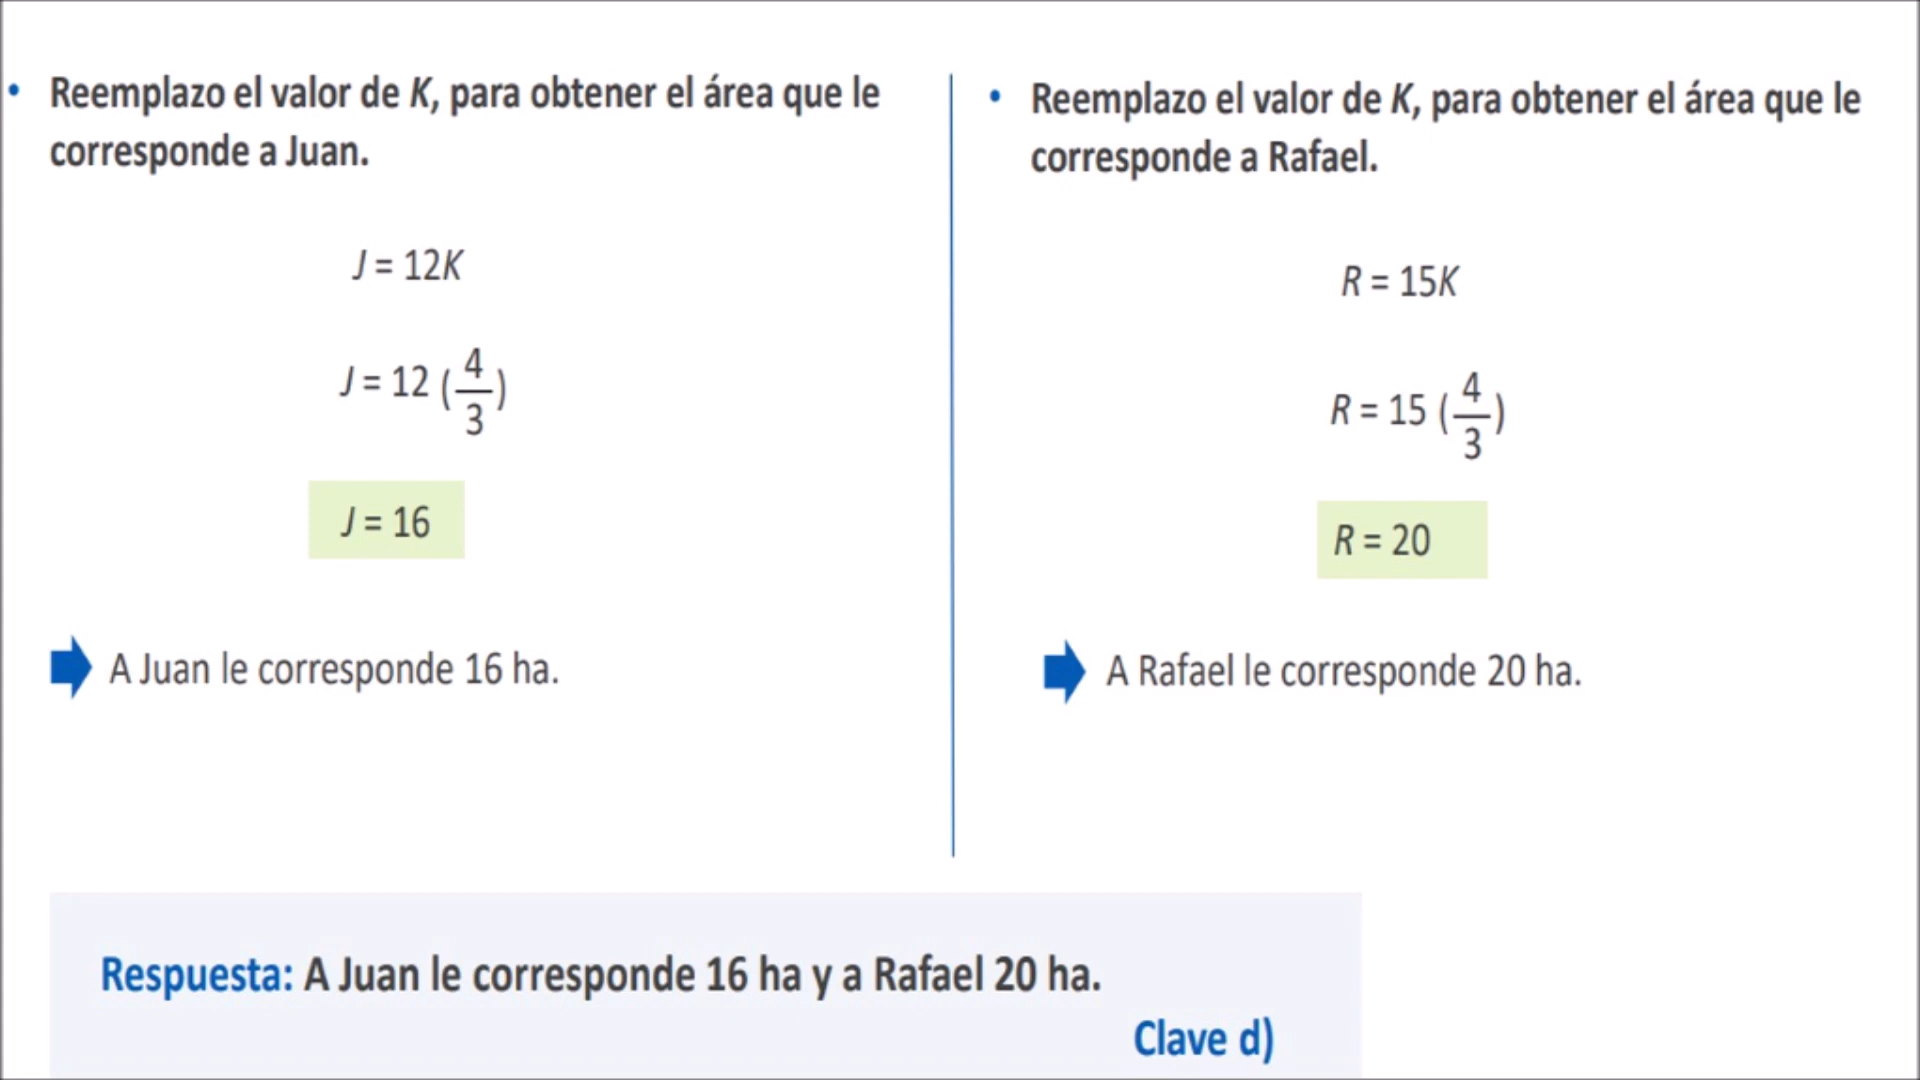 • Reemplazo el valor de K, para obtener el área que le
corresponde a Juan.
J = 12K
J = 12 (4/3)
J = 16
A Juan le corresponde 16 ha.
• Reemplazo el valor de K, para obtener el área que le
corresponde a Rafael.
R = 15K
R = 15 (4/3)
R = 20
A Rafael le corresponde 20 ha.
Respuesta: A Juan le corresponde 16 ha y a Rafael 20 ha.
Clave d)